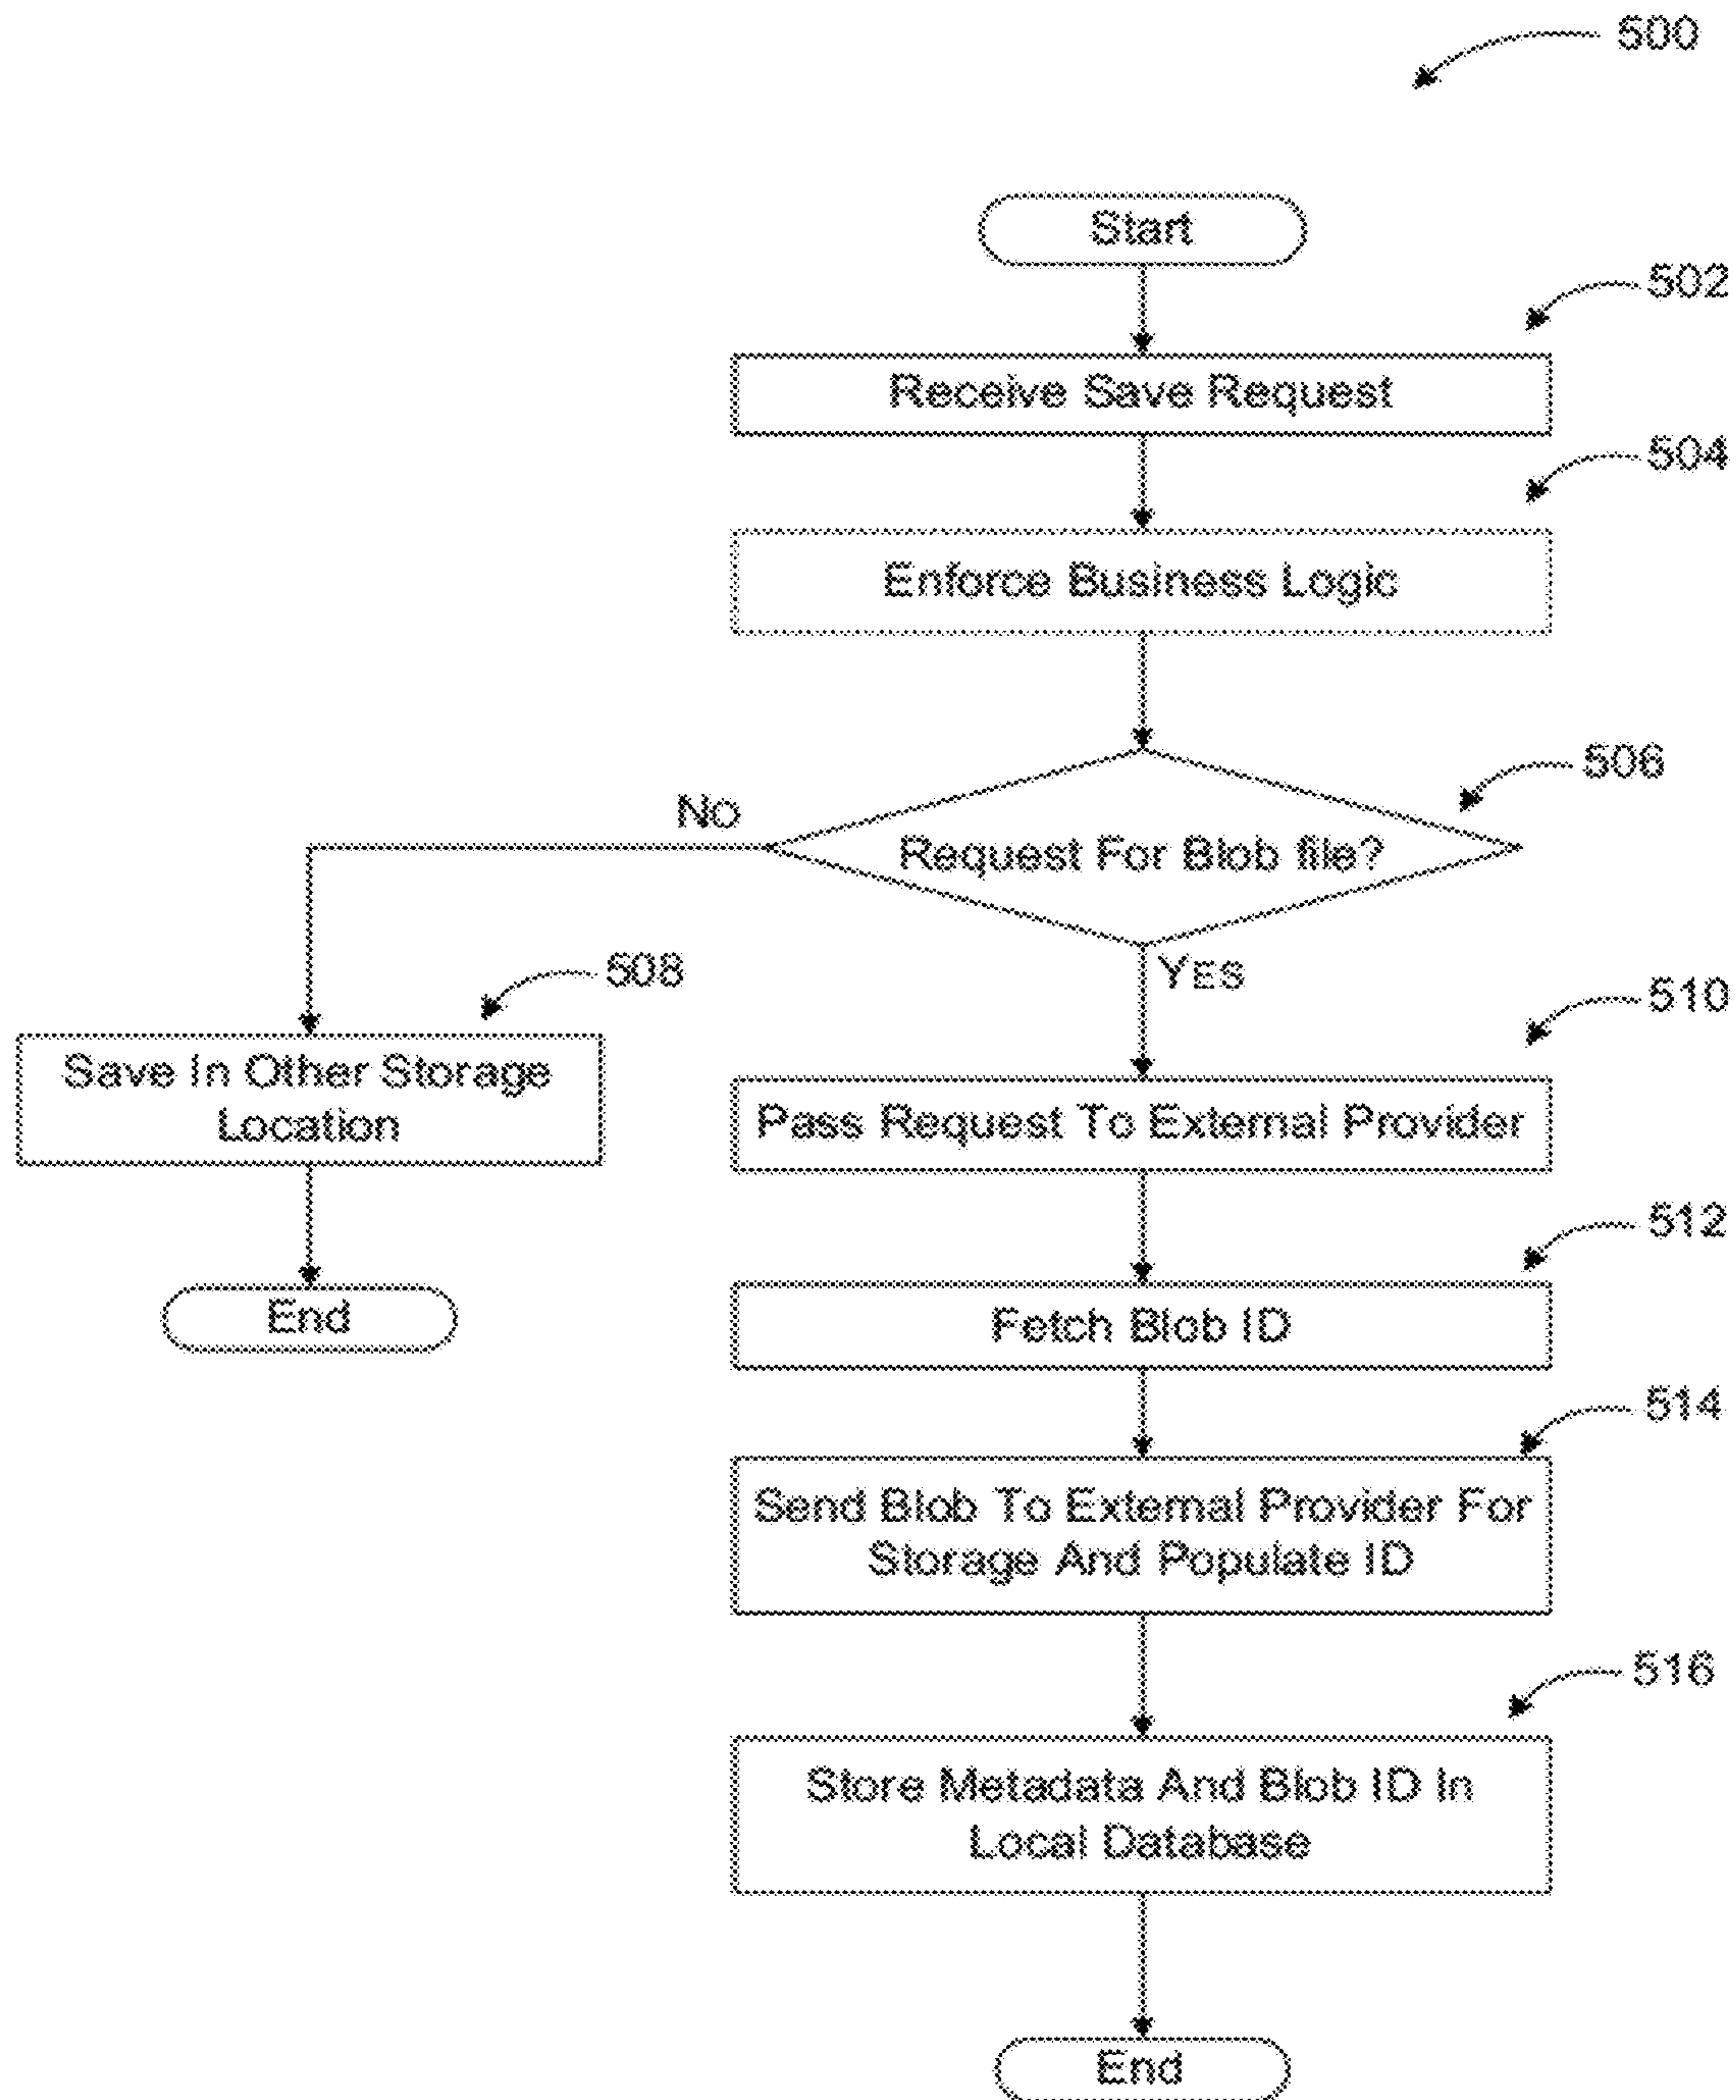 500
Start
502
Receive Save Request
504
Enforce Business Logic
506
No
Request For Blob file?
YES
508
Save In Other Storage
Location
510
Pass Request To External Provider
512
End
Fetch Blob ID
514
Send Blob To External Provider For
Storage And Populate ID
516
Store Metadata And Blob ID In
Local Database
End